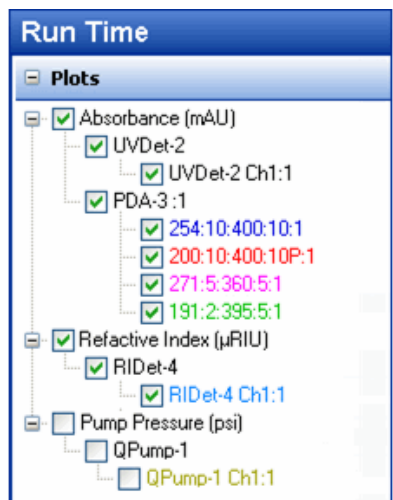 Run Time
Plots
Absorbance (mAU)
UVDet-2
UVDet-2 Ch1:1
PDA-3 :1
254:10:400:10:1
200:10:400:10P:1
271:5:360:5:1
191:2:395:5:1
Refactive Index (µRIU)
RIDet-4
RIDet-4 Ch1:1
Pump Pressure (psi)
QPump-1
QPump-1 Ch1:1